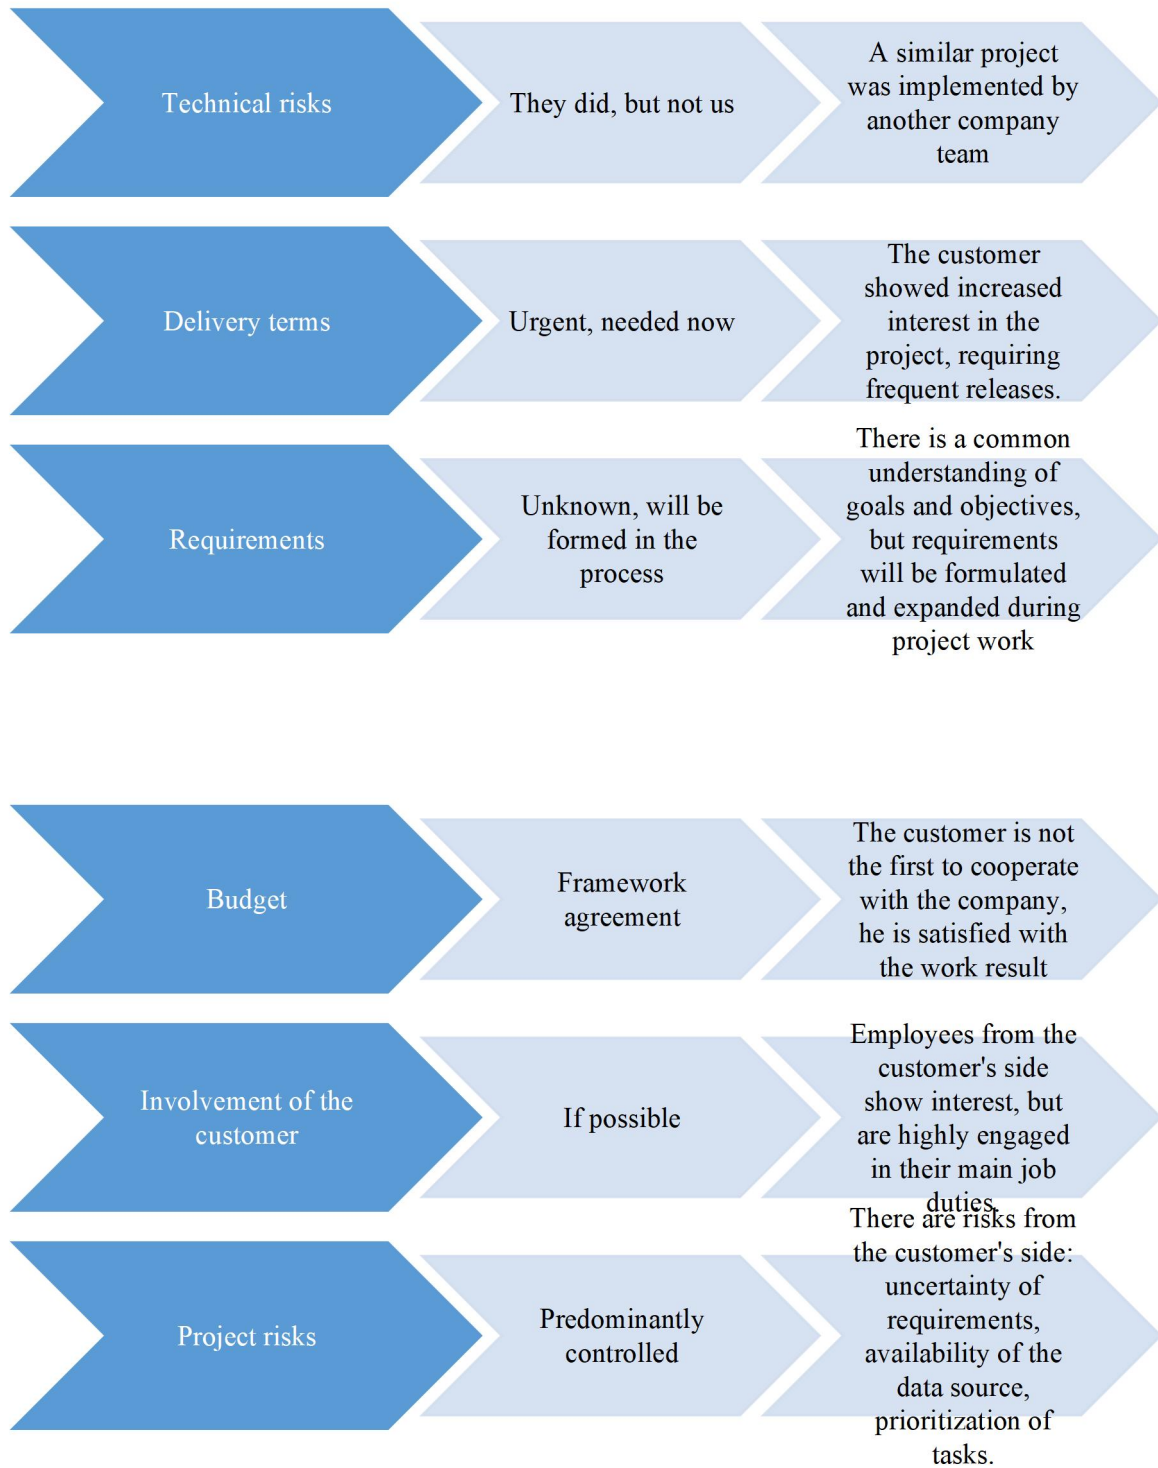 Technical risks
They did, but not us
A similar project
was implemented by
another company
team
Delivery terms
Urgent, needed now
The customer
showed increased
interest in the
project, requiring
frequent releases.
Requirements
Unknown, will be
formed in the
process
There is a common
understanding of
goals and objectives,
but requirements
will be formulated
and expanded during
project work
Budget
Framework
agreement
The customer is not
the first to cooperate
with the company,
he is satisfied with
the work result
Involvement of the
customer
If possible
Employees from the
customer's side
show interest, but
are highly engaged
in their main job
duties.
Project risks
Predominantly
controlled
There are risks from
the customer's side:
uncertainty of
requirements,
availability of the
data source,
prioritization of
tasks.